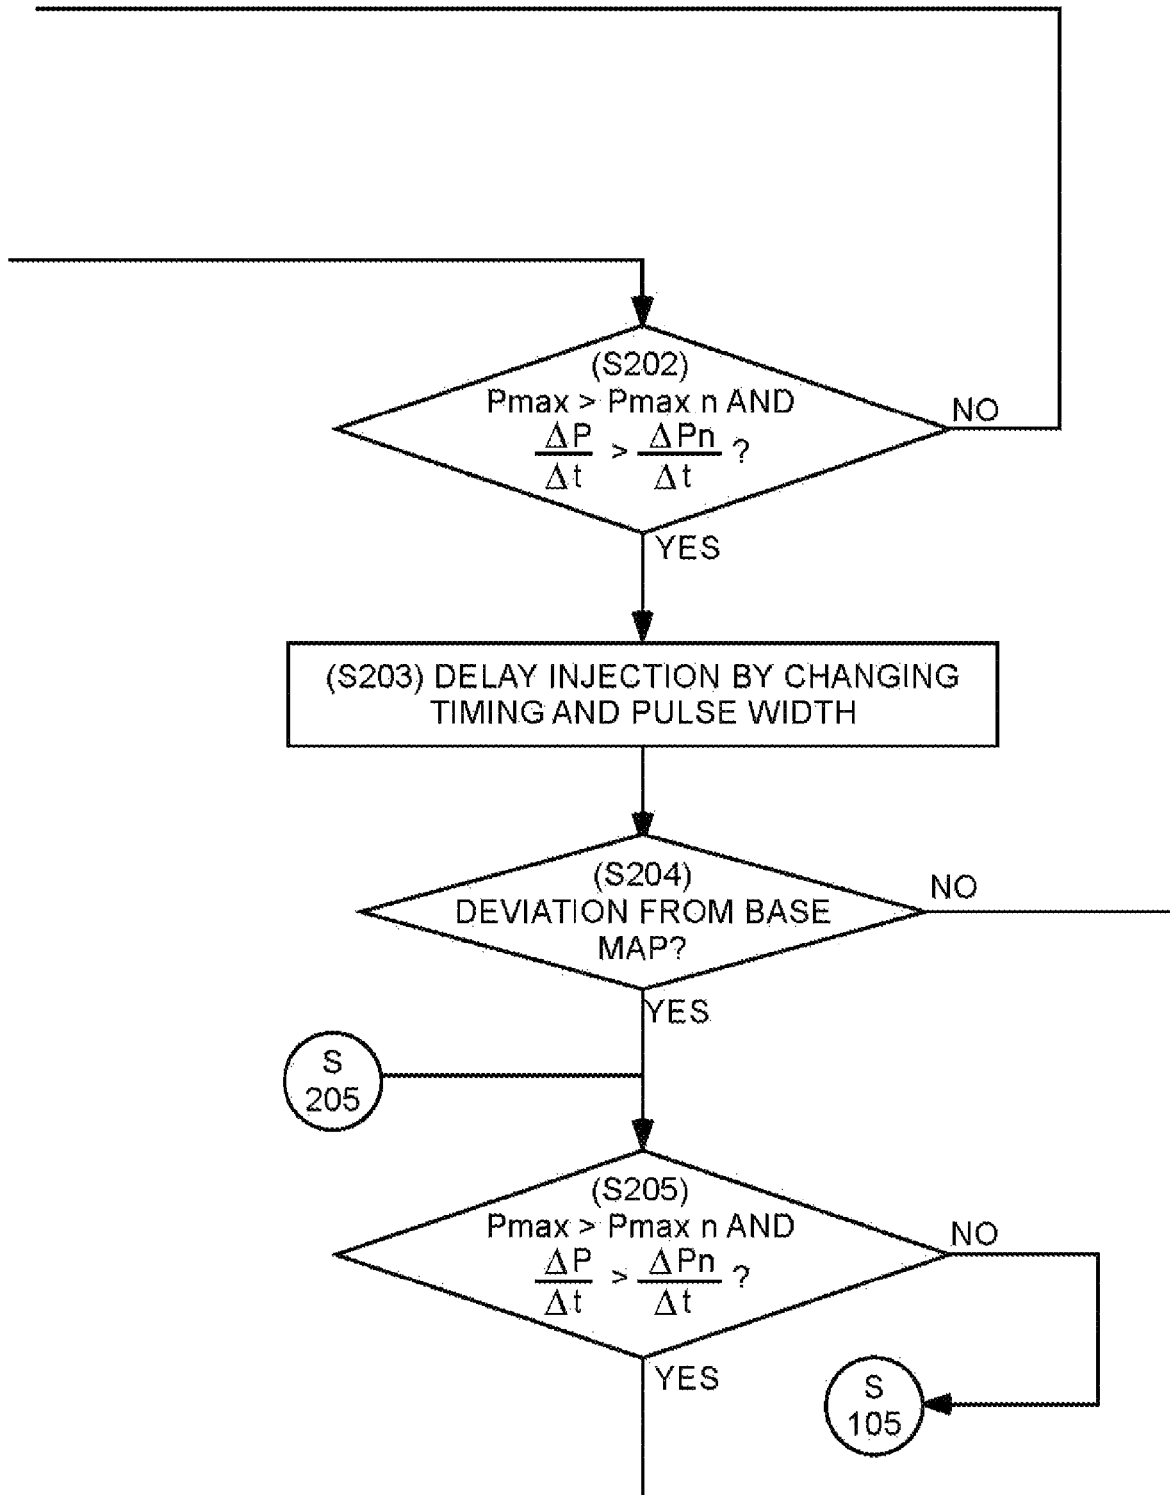 (S202)
Pmax > Pmax n AND
ΔP/Δt > ΔPn/Δt ?
NO
YES
(S203) DELAY INJECTION BY CHANGING
TIMING AND PULSE WIDTH
(S204)
DEVIATION FROM BASE
MAP?
NO
YES
S
205
(S205)
Pmax > Pmax n AND
ΔP/Δt > ΔPn/Δt ?
NO
YES
S
105